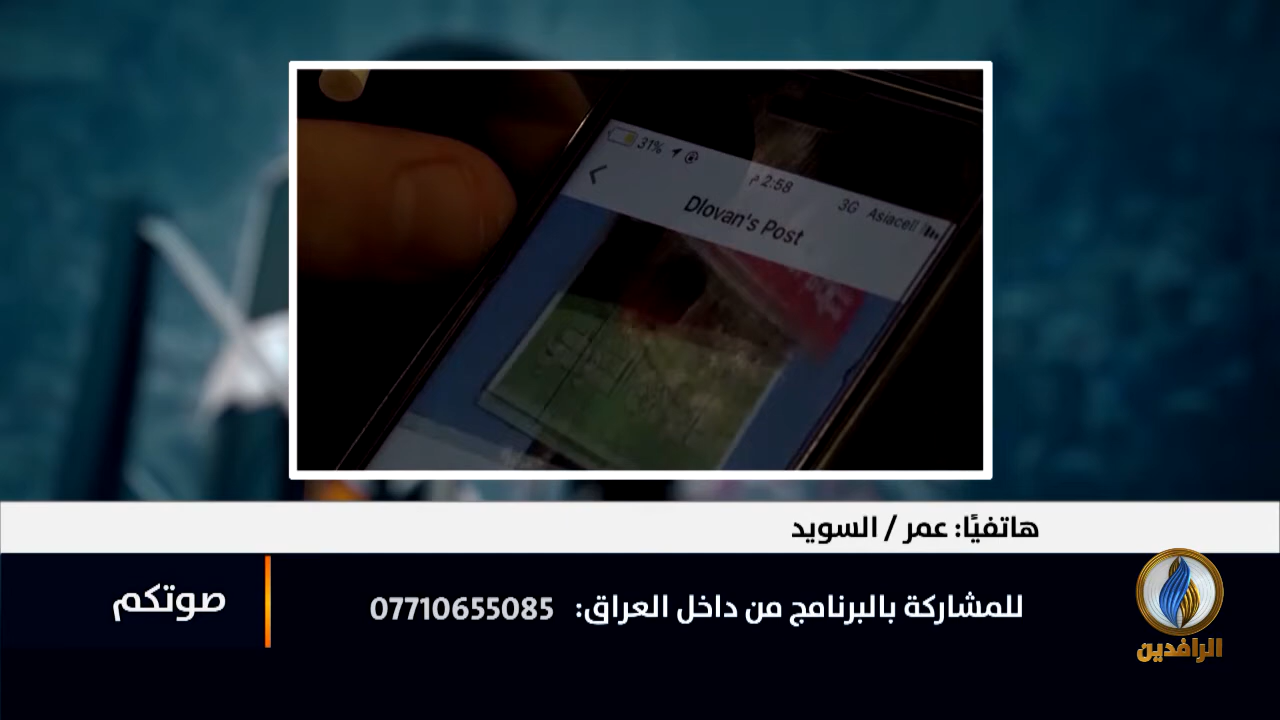 31%
2:58 م
3G Asiacell
Dlovan's Post
هاتفيًا: عمر / السويد
للمشاركة بالبرنامج من داخل العراق: 07710655085
صوتكم
الرافدين